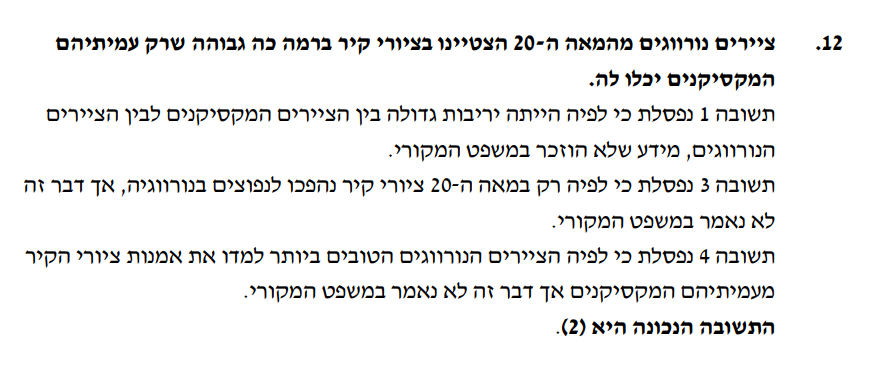 12. ציירים נורווגים מהמאה ה-20 הצטיינו בציורי קיר ברמה כה גבוהה שרק עמיתיהם
המקסיקנים יכלו לה.
תשובה 1 נפסלת כי לפיה הייתה יריבות גדולה בין הציירים המקסיקנים לבין הציירים
הנורווגים, מידע שלא הוזכר במשפט המקורי.
תשובה 3 נפסלת כי לפיה רק במאה ה-20 ציורי קיר נהפכו לנפוצים בנורווגיה, אך דבר זה
לא נאמר במשפט המקורי.
תשובה 4 נפסלת כי לפיה הציירים הנורווגים הטובים ביותר למדו את אמנות ציורי הקיר
מעמיתיהם המקסיקנים אך דבר זה לא נאמר במשפט המקורי.
התשובה הנכונה היא (2).